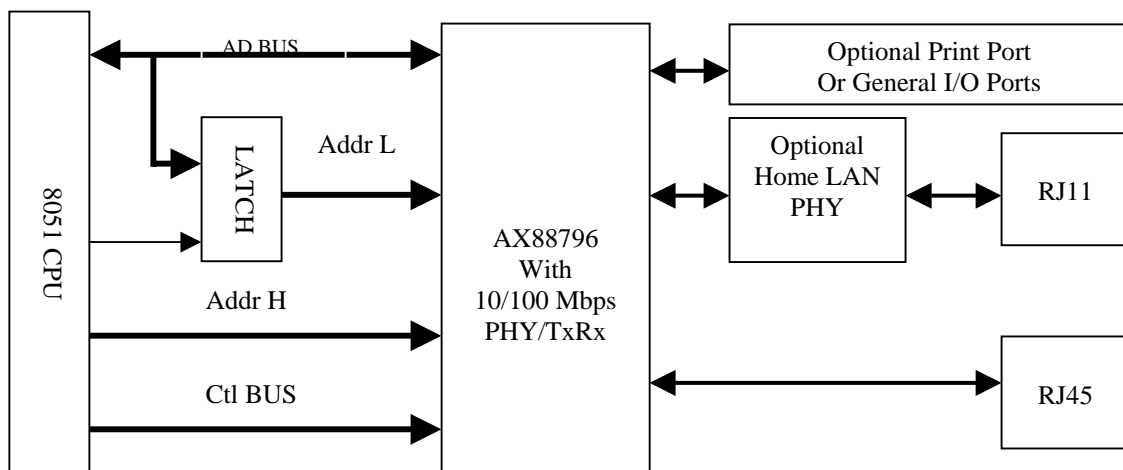 AD BUS
Optional Print Port
Or General I/O Ports
8051 CPU
LATCH
Addr L
Optional
Home LAN
PHY
RJ11
AX88796
With
10/100 Mbps
PHY/TxRx
Addr H
Ctl BUS
RJ45